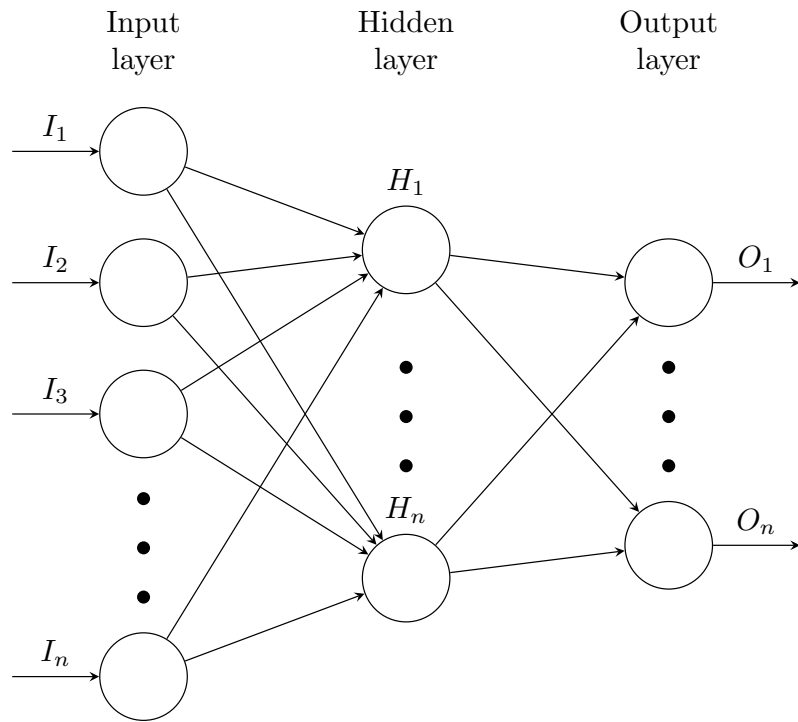 Input
layer
Hidden
layer
Output
layer
I₁
I₂
I₃
Iₙ
H₁
Hₙ
O₁
Oₙ